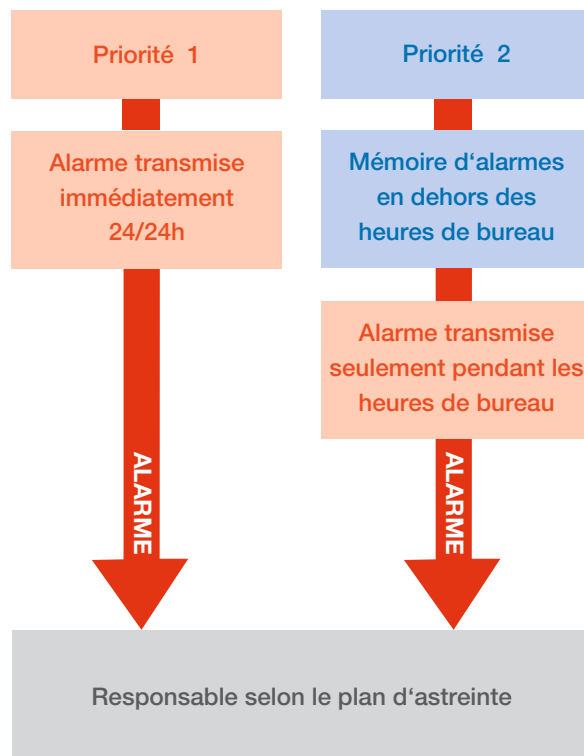 Priorité 1
Alarme transmise
immédiatement
24/24h
ALARME
Priorité 2
Mémoire d‘alarmes
en dehors des
heures de bureau
Alarme transmise
seulement pendant les
heures de bureau
ALARME
Responsable selon le plan d‘astreinte